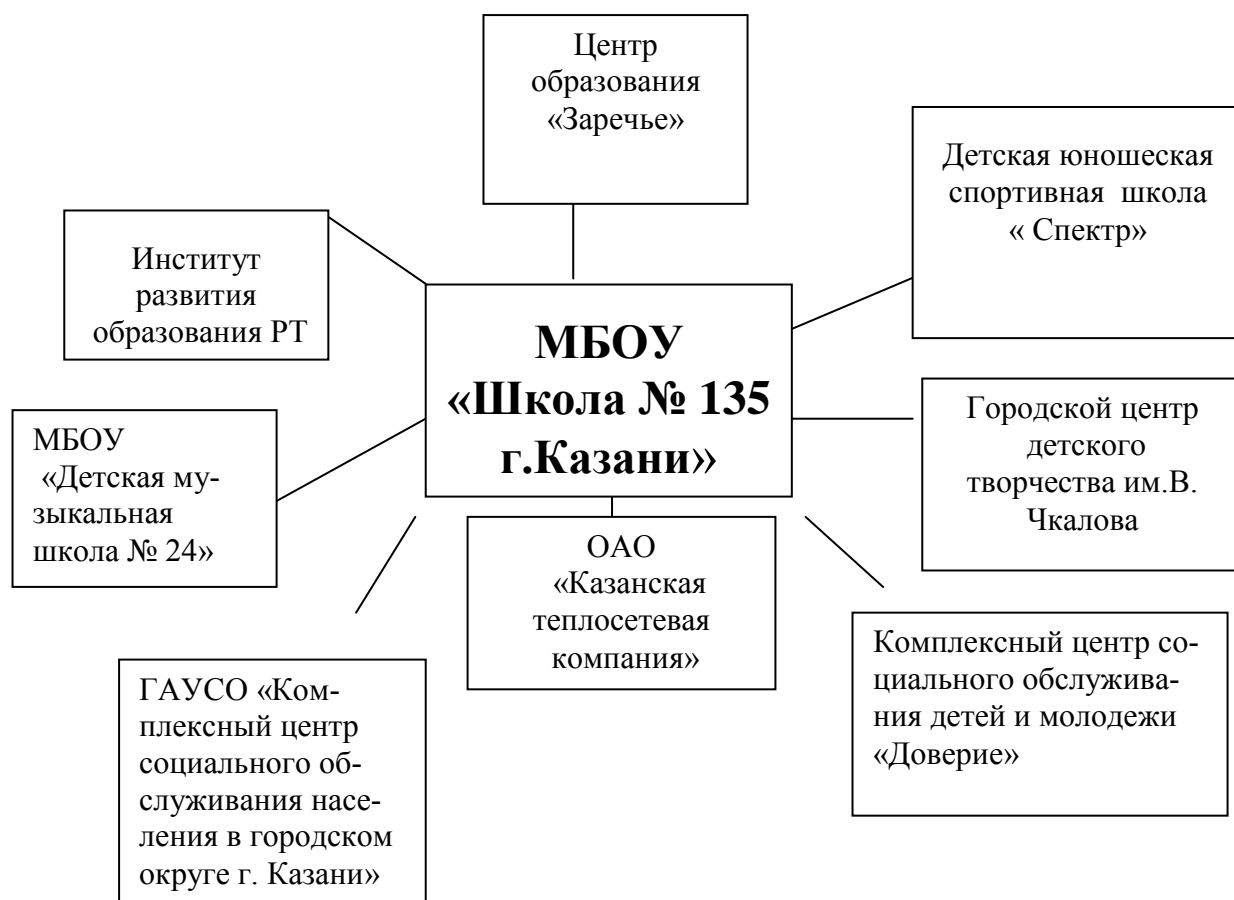 Центр
образования
«Заречье»
Детская юношеская
спортивная школа
« Спектр»
Институт
развития
образования РТ
МБОУ
«Школа № 135
г.Казани»
МБОУ
«Детская му-
зыкальная
школа № 24»
Городской центр
детского
творчества им.В.
Чкалова
ОАО
«Казанская
теплосетевая
компания»
Комплексный центр со-
циального обслужива-
ния детей и молодежи
«Доверие»
ГАУСО «Ком-
плексный центр
социального об-
служивания насе-
ления в городском
округе г. Казани»